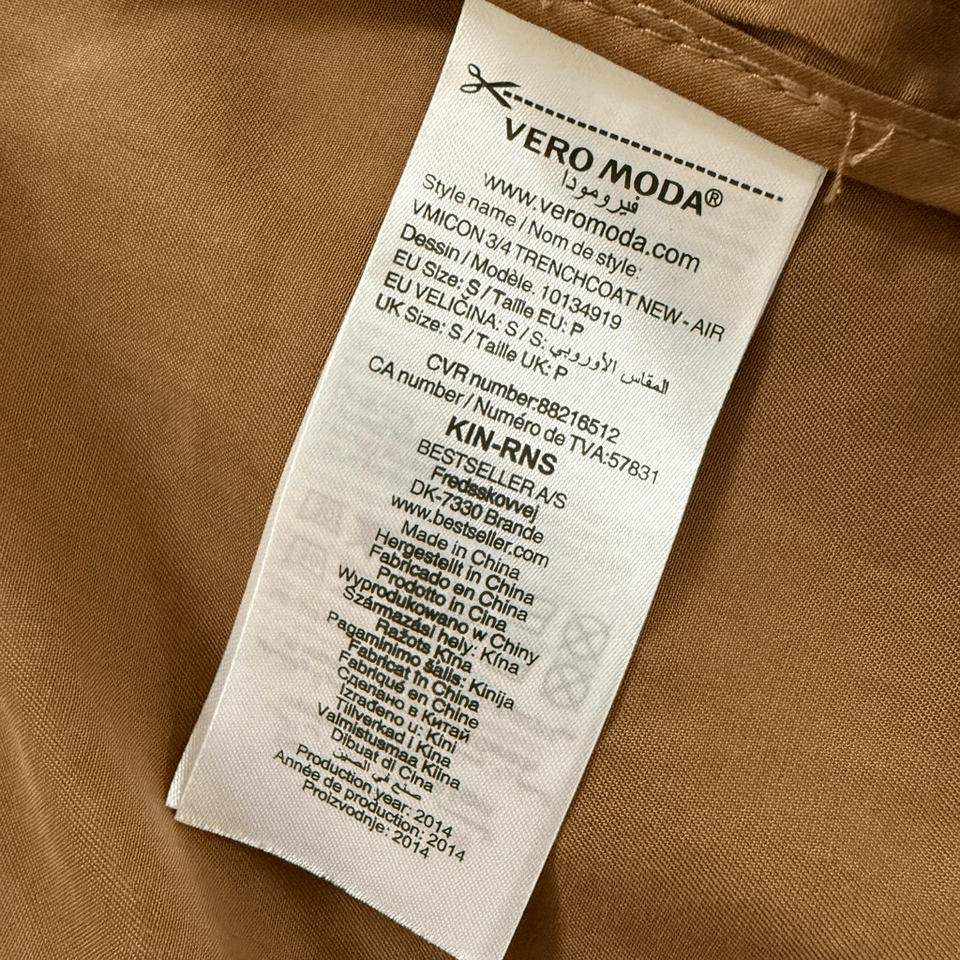 VERO MODA®
فيرومودا
www.veromoda.com
Style name / Nom de style:
VMICON 3/4 TRENCHCOAT NEW - AIR
Dessin / Modèle. 10134919
EU Size: S / Taille EU: P
EU VELIČINA: S / S: المقاس الأوروبي
UK Size: S / Taille UK: P
CVR number:88216512
CA number / Numéro de TVA:57831
KIN-RNS
BESTSELLER A/S
Fredsskovvej
DK-7330 Brande
www.bestseller.com
Made in China
Hergestellt in China
Fabricado en China
Prodotto in Cina
Wyprodukowano w Chiny
Származási hely: Kína
Ražots Ķīna
Pagaminimo šalis: Kinija
Fabricat în China
Fabriqué en Chine
Сделано в Китай
Izrađeno u: Kini
Tillverkad i Kina
Valmistusmaa Kiina
Dibuat di Cina
صنع في الصين
Production year: 2014
Année de production: 2014
Proizvodnje: 2014